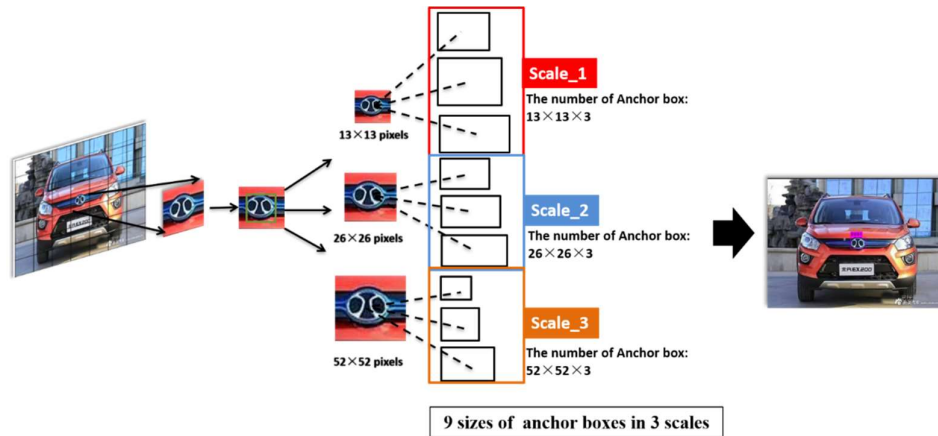 Scale_1
The number of Anchor box:
13×13×3
13×13 pixels
Scale_2
The number of Anchor box:
26×26×3
26×26 pixels
Scale_3
The number of Anchor box:
52×52×3
52×52 pixels
9 sizes of anchor boxes in 3 scales